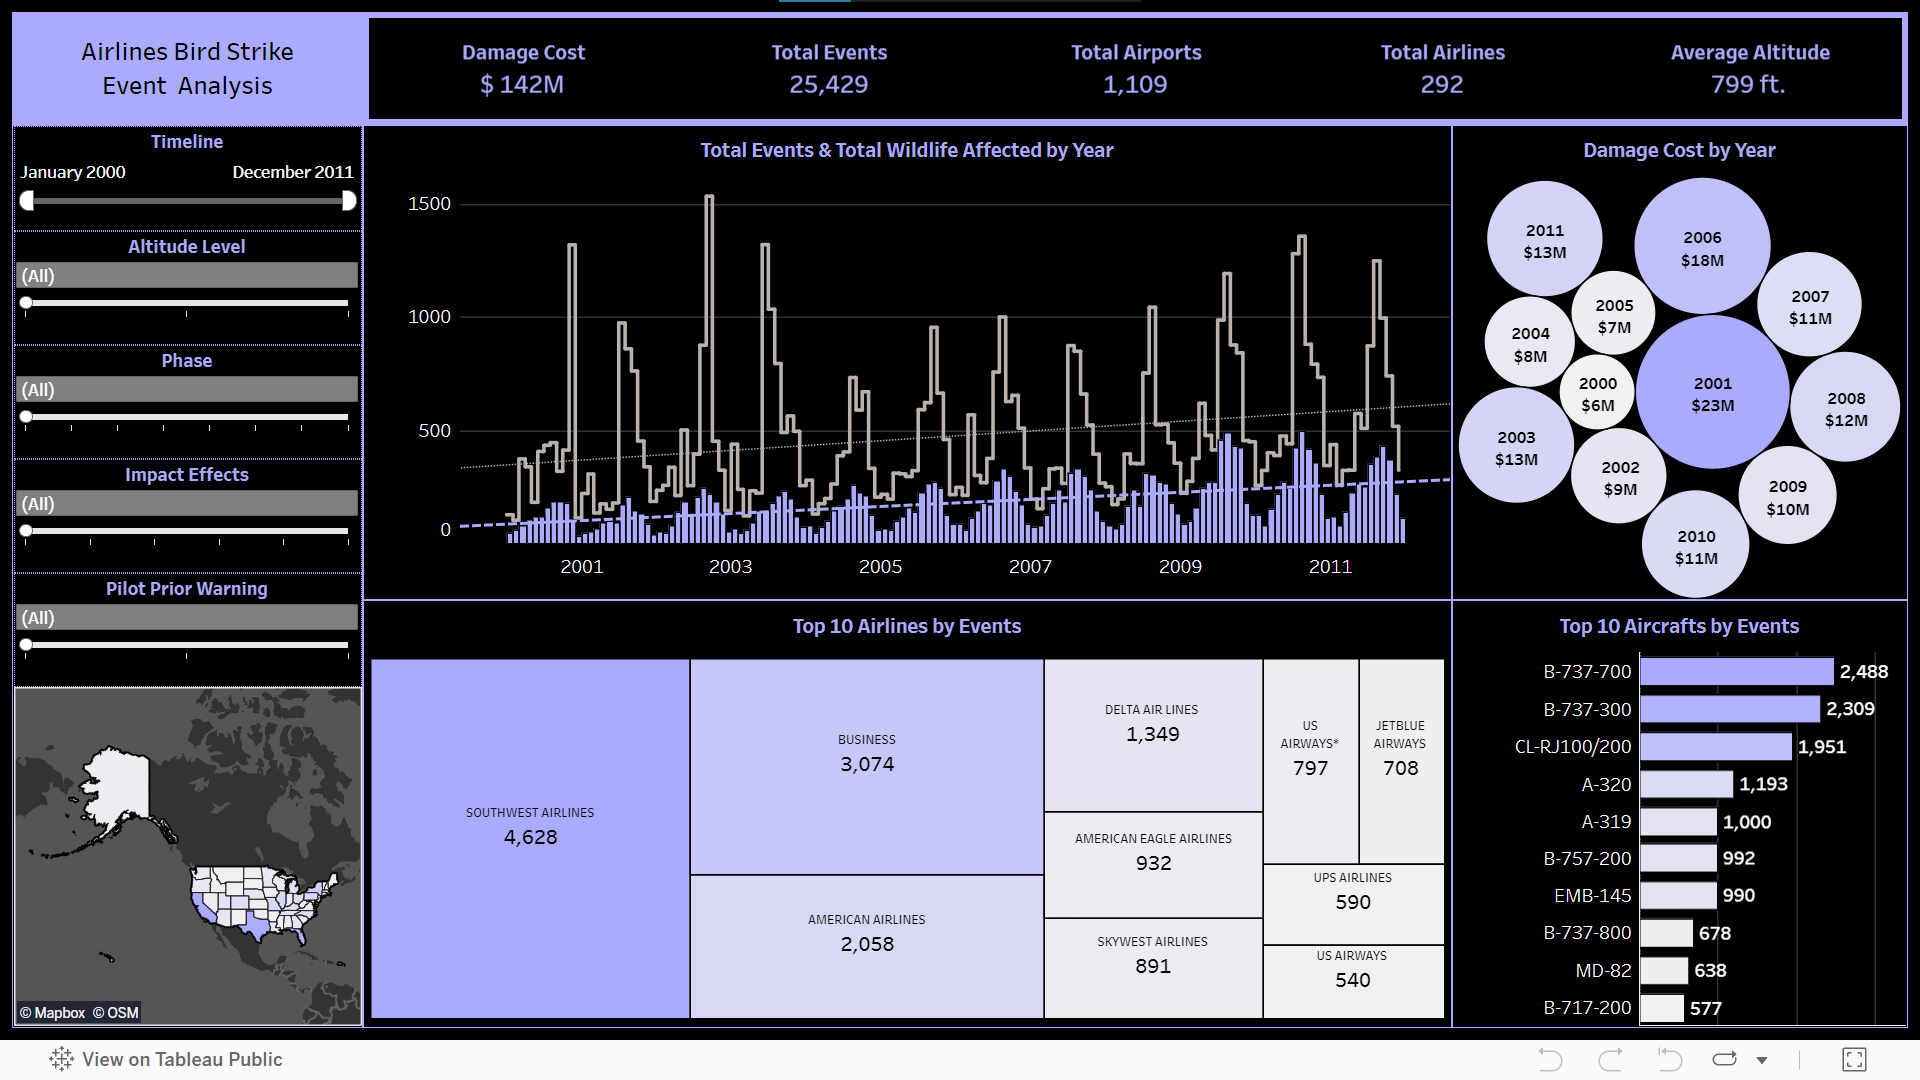 Airlines Bird Strike
Event Analysis
Damage Cost
$ 142M
Total Events
25,429
Total Airports
1,109
Total Airlines
292
Average Altitude
799 ft.
Timeline
January 2000
December 2011
Altitude Level
(All)
Phase
(All)
Impact Effects
(All)
Pilot Prior Warning
(All)
© Mapbox © OSM
Total Events & Total Wildlife Affected by Year
1500
1000
500
0
2001
2003
2005
2007
2009
2011
Damage Cost by Year
2011
$13M
2006
$18M
2007
$11M
2005
$7M
2004
$8M
2000
$6M
2001
$23M
2008
$12M
2003
$13M
2002
$9M
2009
$10M
2010
$11M
Top 10 Airlines by Events
SOUTHWEST AIRLINES
4,628
BUSINESS
3,074
AMERICAN AIRLINES
2,058
DELTA AIR LINES
1,349
AMERICAN EAGLE AIRLINES
932
SKYWEST AIRLINES
891
US
AIRWAYS*
797
JETBLUE
AIRWAYS
708
UPS AIRLINES
590
US AIRWAYS
540
Top 10 Aircrafts by Events
B-737-700 2,488
B-737-300 2,309
CL-RJ100/200 1,951
A-320 1,193
A-319 1,000
B-757-200 992
EMB-145 990
B-737-800 678
MD-82 638
B-717-200 577
View on Tableau Public